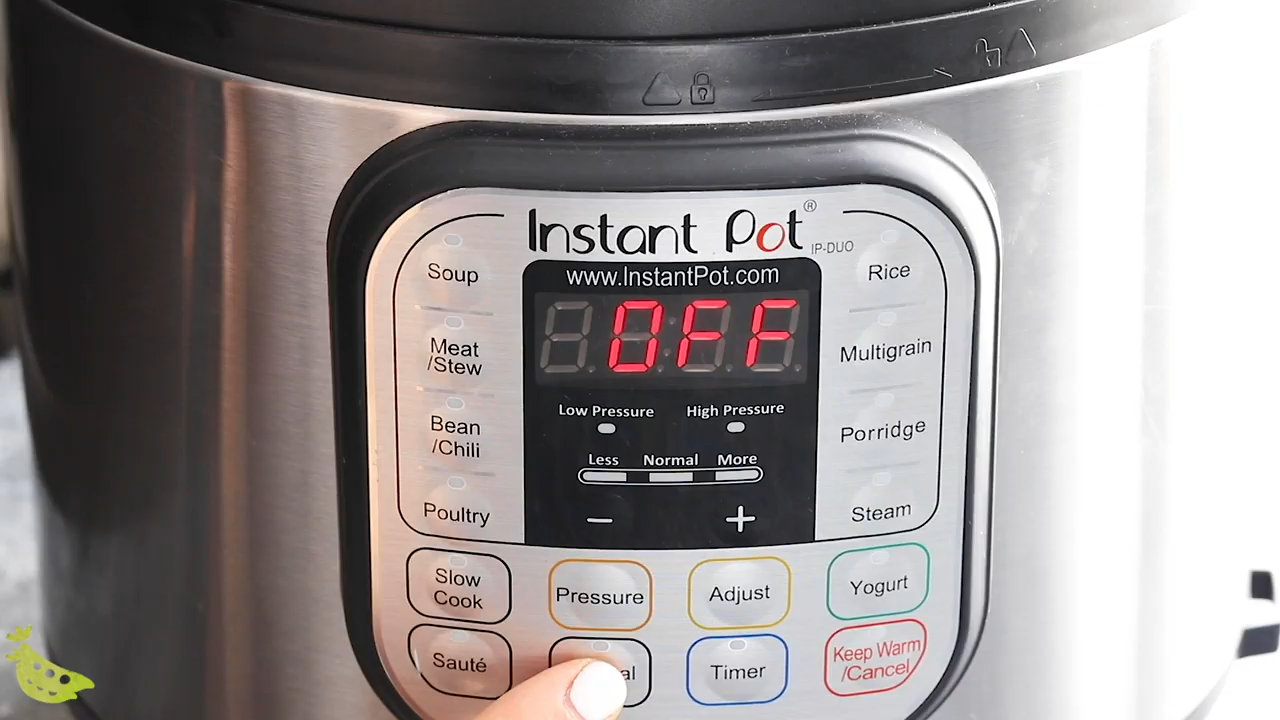 Instant Pot®
IP-DUO
www.InstantPot.com
OFF
Low Pressure High Pressure
Less Normal More
− +
Soup
Meat
/Stew
Bean
/Chili
Poultry
Rice
Multigrain
Porridge
Steam
Slow
Cook
Pressure
Adjust
Yogurt
Sauté
al
Timer
Keep Warm
/Cancel